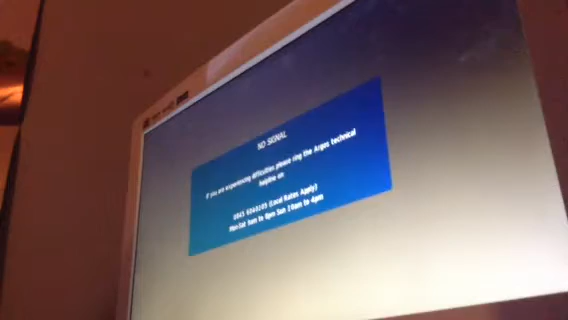 NO SIGNAL
If you are experiencing difficulties please ring the Argos technical
helpline on
0845 6040105 (Local Rates Apply)
Mon-Sat 8am to 8pm Sun 10am to 4pm